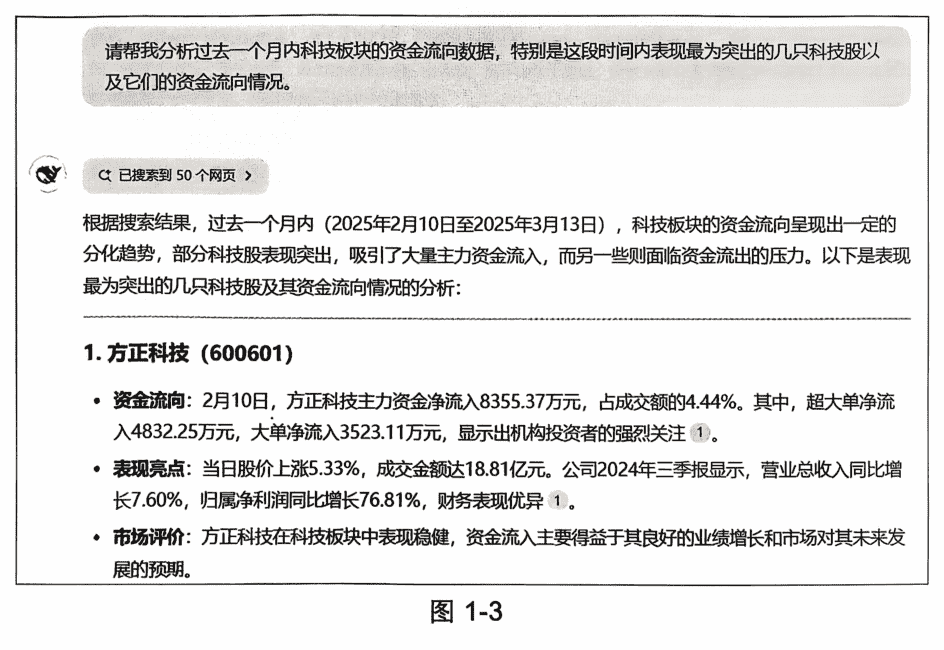 请帮我分析过去一个月内科技板块的资金流向数据，特别是这段时间内表现最为突出的几只科技股以
及它们的资金流向情况。
已搜索到 50 个网页 >
根据搜索结果，过去一个月内（2025年2月10日至2025年3月13日），科技板块的资金流向呈现出一定的
分化趋势，部分科技股表现突出，吸引了大量主力资金流入，而另一些则面临资金流出的压力。以下是表现
最为突出的几只科技股及其资金流向情况的分析：
1. 方正科技（600601）
• 资金流向：2月10日，方正科技主力资金净流入8355.37万元，占成交额的4.44%。其中，超大单净流
入4832.25万元，大单净流入3523.11万元，显示出机构投资者的强烈关注 1 。
• 表现亮点：当日股价上涨5.33%，成交金额达18.81亿元。公司2024年三季报显示，营业总收入同比增
长7.60%，归属净利润同比增长76.81%，财务表现优异 1 。
• 市场评价：方正科技在科技板块中表现稳健，资金流入主要得益于其良好的业绩增长和市场对其未来发
展的预期。
图 1-3